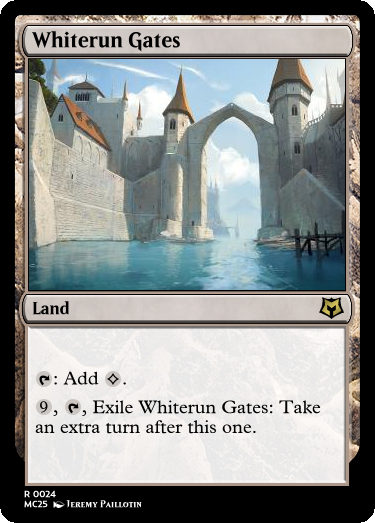 Whiterun Gates
Land
: Add .
9, , Exile Whiterun Gates: Take
an extra turn after this one.
R 0024
MC25 Jeremy Paillotin